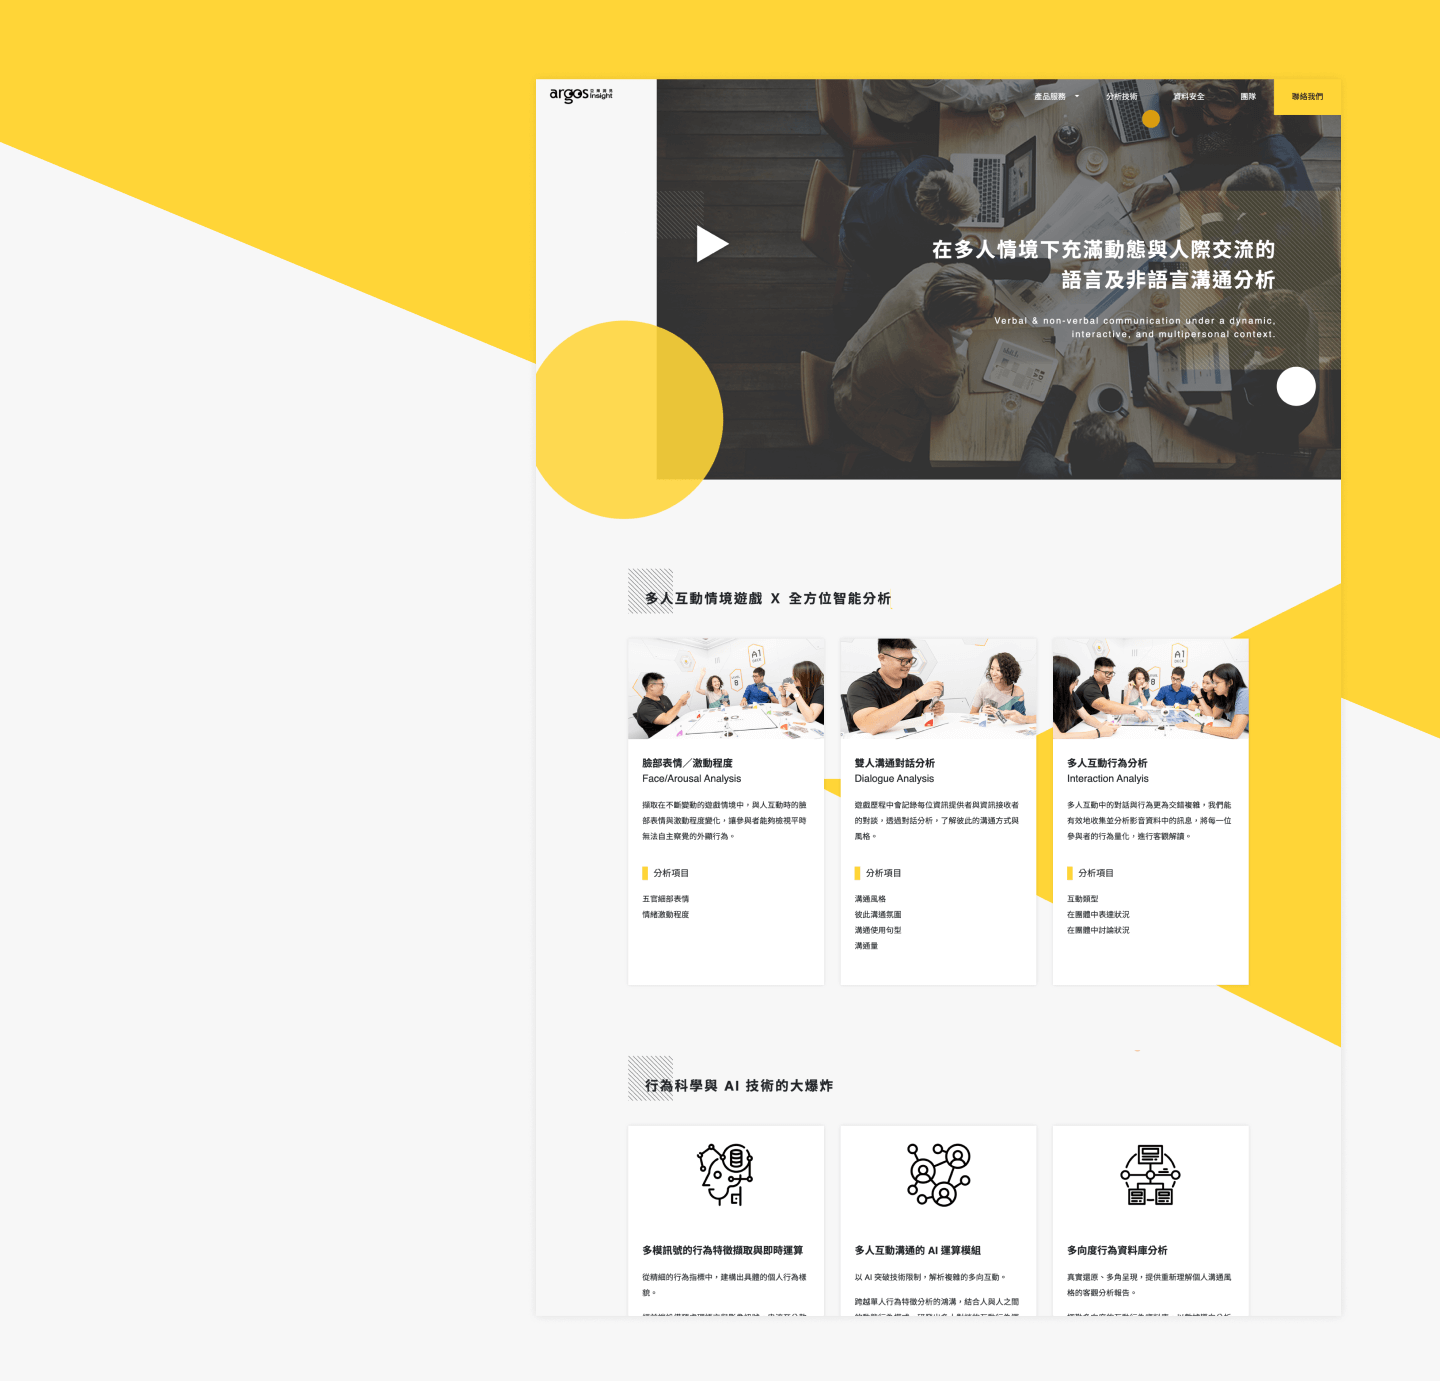 argos
insight
產品服務
分析技術
資料安全
團隊
聯絡我們
在多人情境下充滿動態與人際交流的
語言及非語言溝通分析
Verbal & non-verbal communication under a dynamic,
interactive, and multipersonal context.
多人互動情境遊戲 X 全方位智能分析
臉部表情／激動程度
Face/Arousal Analysis
擷取在不斷變動的遊戲情境中，與人互動時的臉
部表情與激動程度變化，讓參與者能夠檢視平時
無法自主察覺的外顯行為。
分析項目
五官細部表情
情緒激動程度
雙人溝通對話分析
Dialogue Analysis
遊戲歷程中會記錄每位資訊提供者與資訊接收者
的對談，透過對話分析，了解彼此的溝通方式與
風格。
分析項目
溝通風格
彼此溝通氛圍
溝通使用句型
溝通量
A1
多人互動行為分析
Interaction Analyis
多人互動中的對話與行為更為交錯複雜，我們能
有效地收集並分析影音資料中的訊息，將每一位
參與者的行為量化，進行客觀解讀。
分析項目
互動類型
在團體中表達狀況
在團體中討論狀況
行為科學與 AI 技術的大爆炸
多模訊號的行為特徵擷取與即時運算
從精細的行為指標中，建構出具體的個人行為樣
貌。
多人互動溝通的 AI 運算模組
以 AI 突破技術限制，解析複雜的多向互動。
跨越單人行為特徵分析的鴻溝，結合人與人之間
多向度行為資料庫分析
真實還原、多角呈現，提供重新理解個人溝通風
格的客觀分析報告。